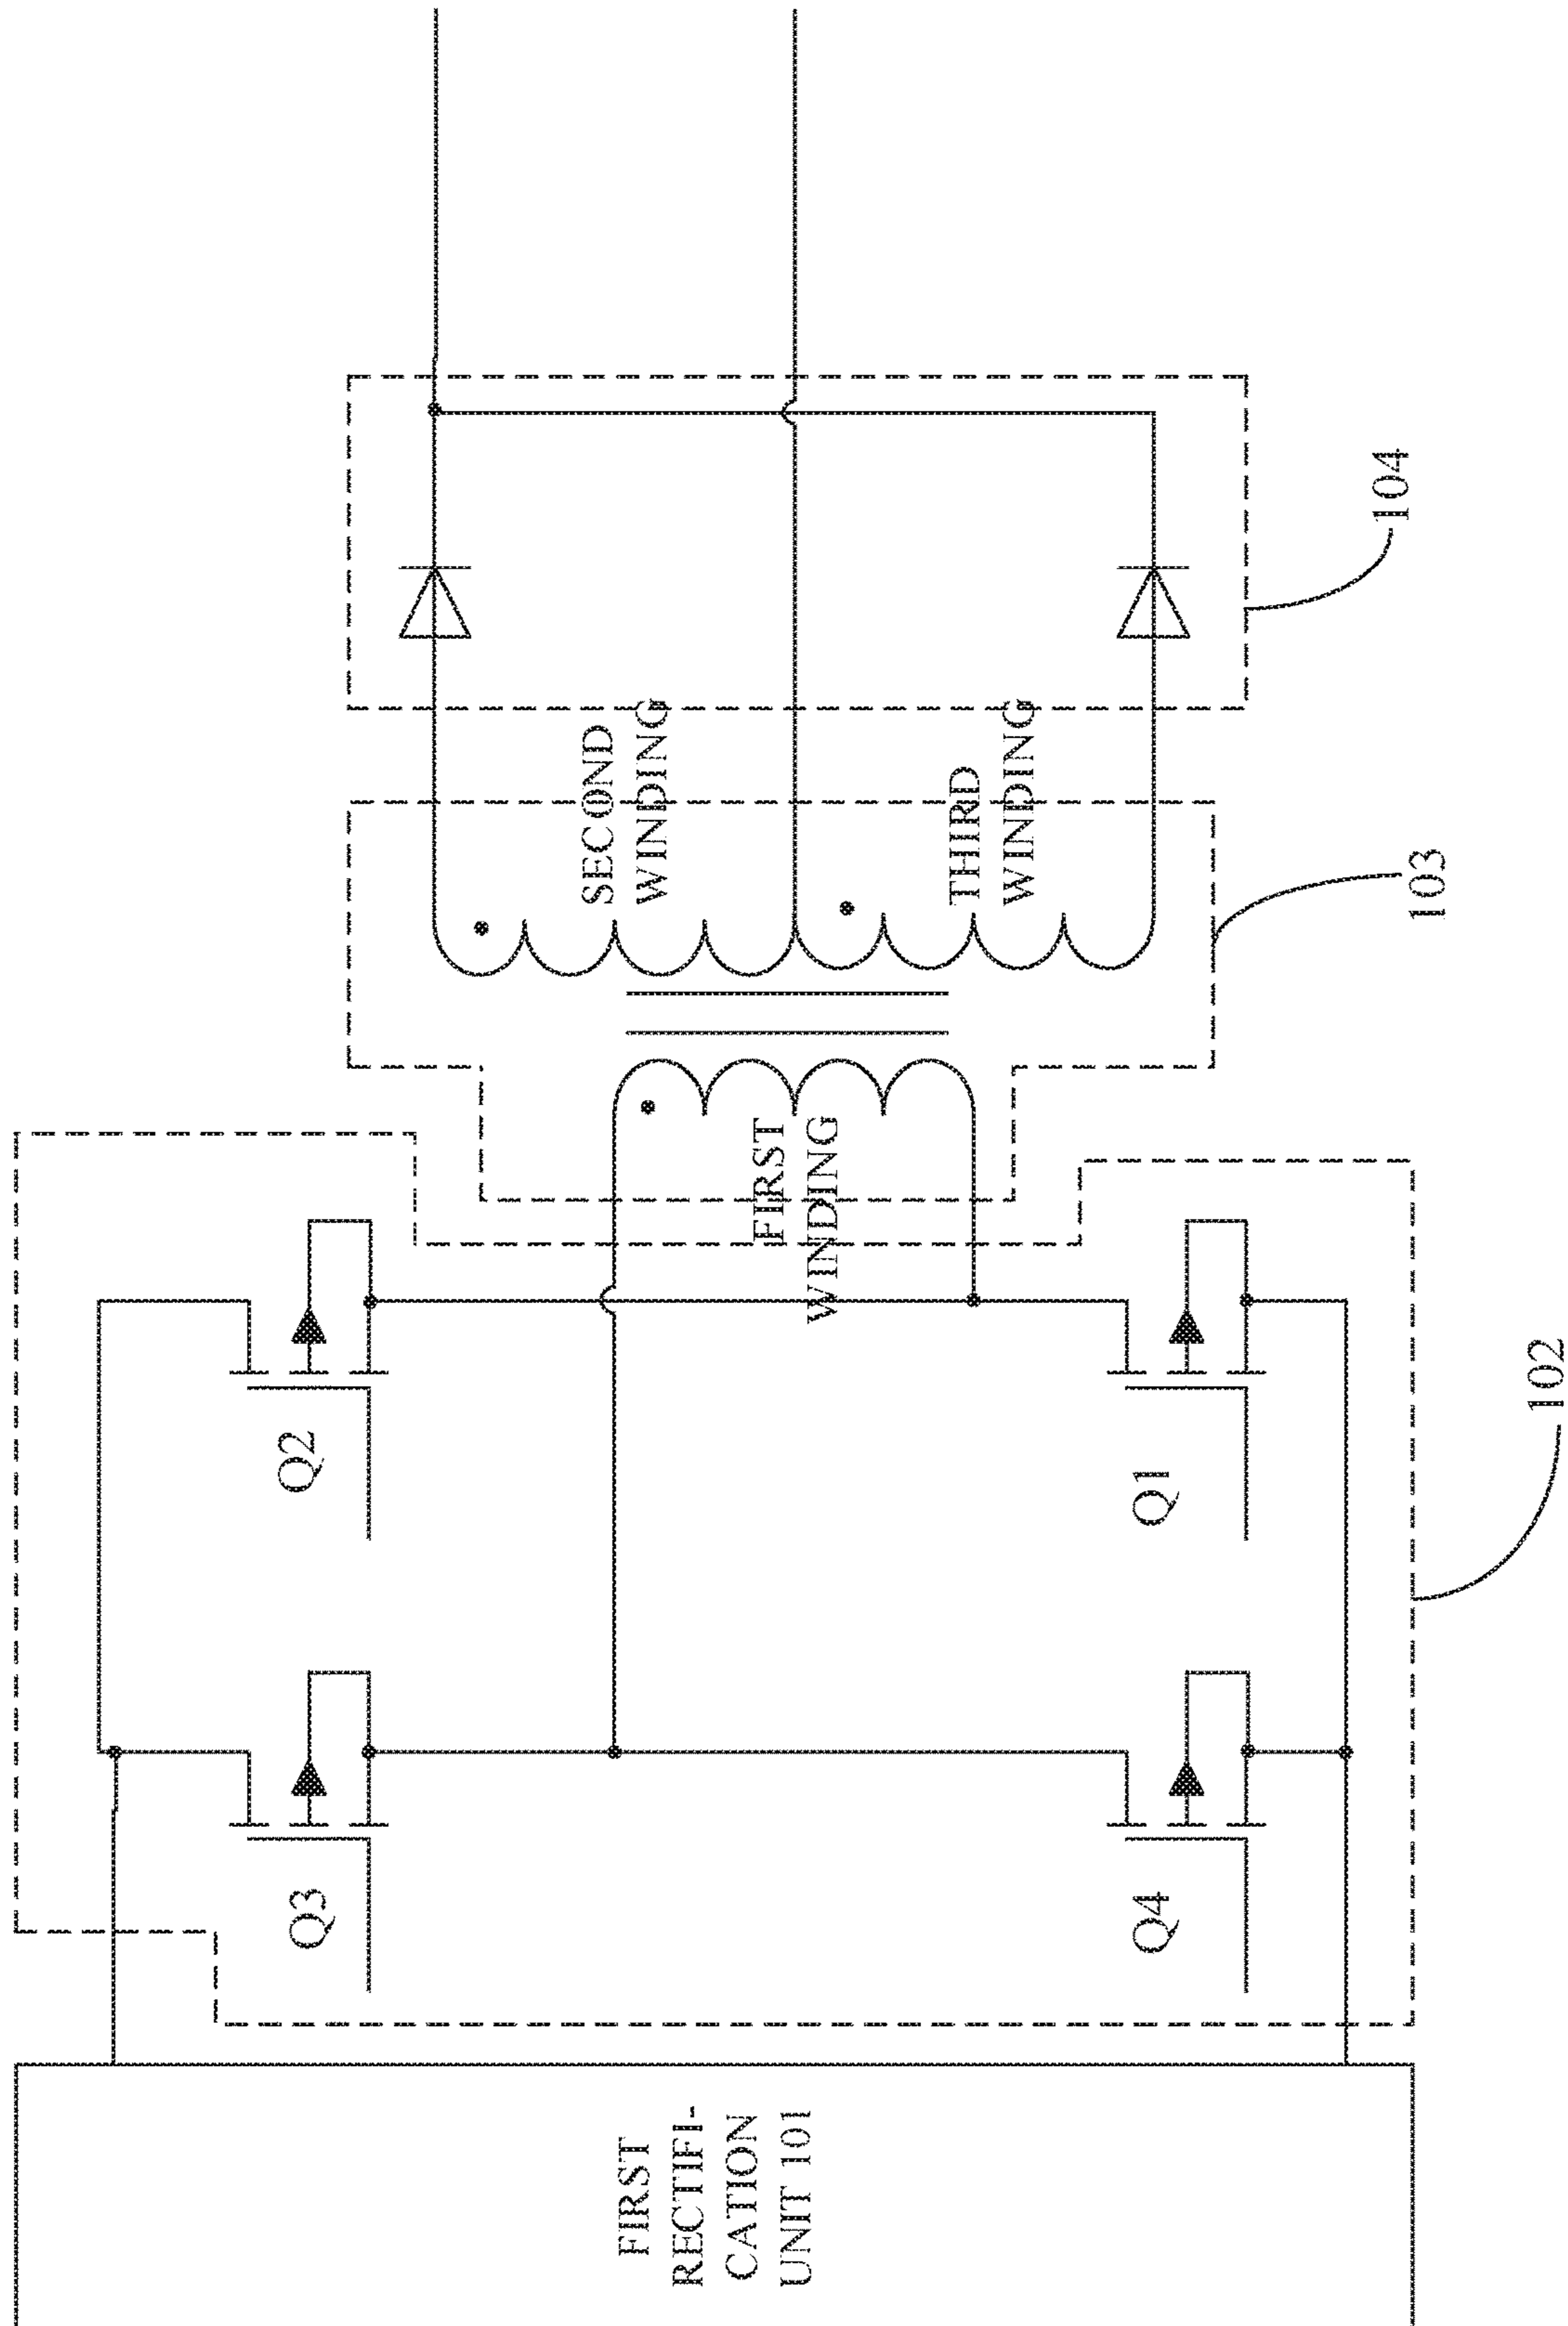 FIRST
RECTIFI-
CATION
UNIT 101
Q3
Q4
Q2
Q1
102
FIRST
WINDING
103
SECOND
WINDING
THIRD
WINDING
104